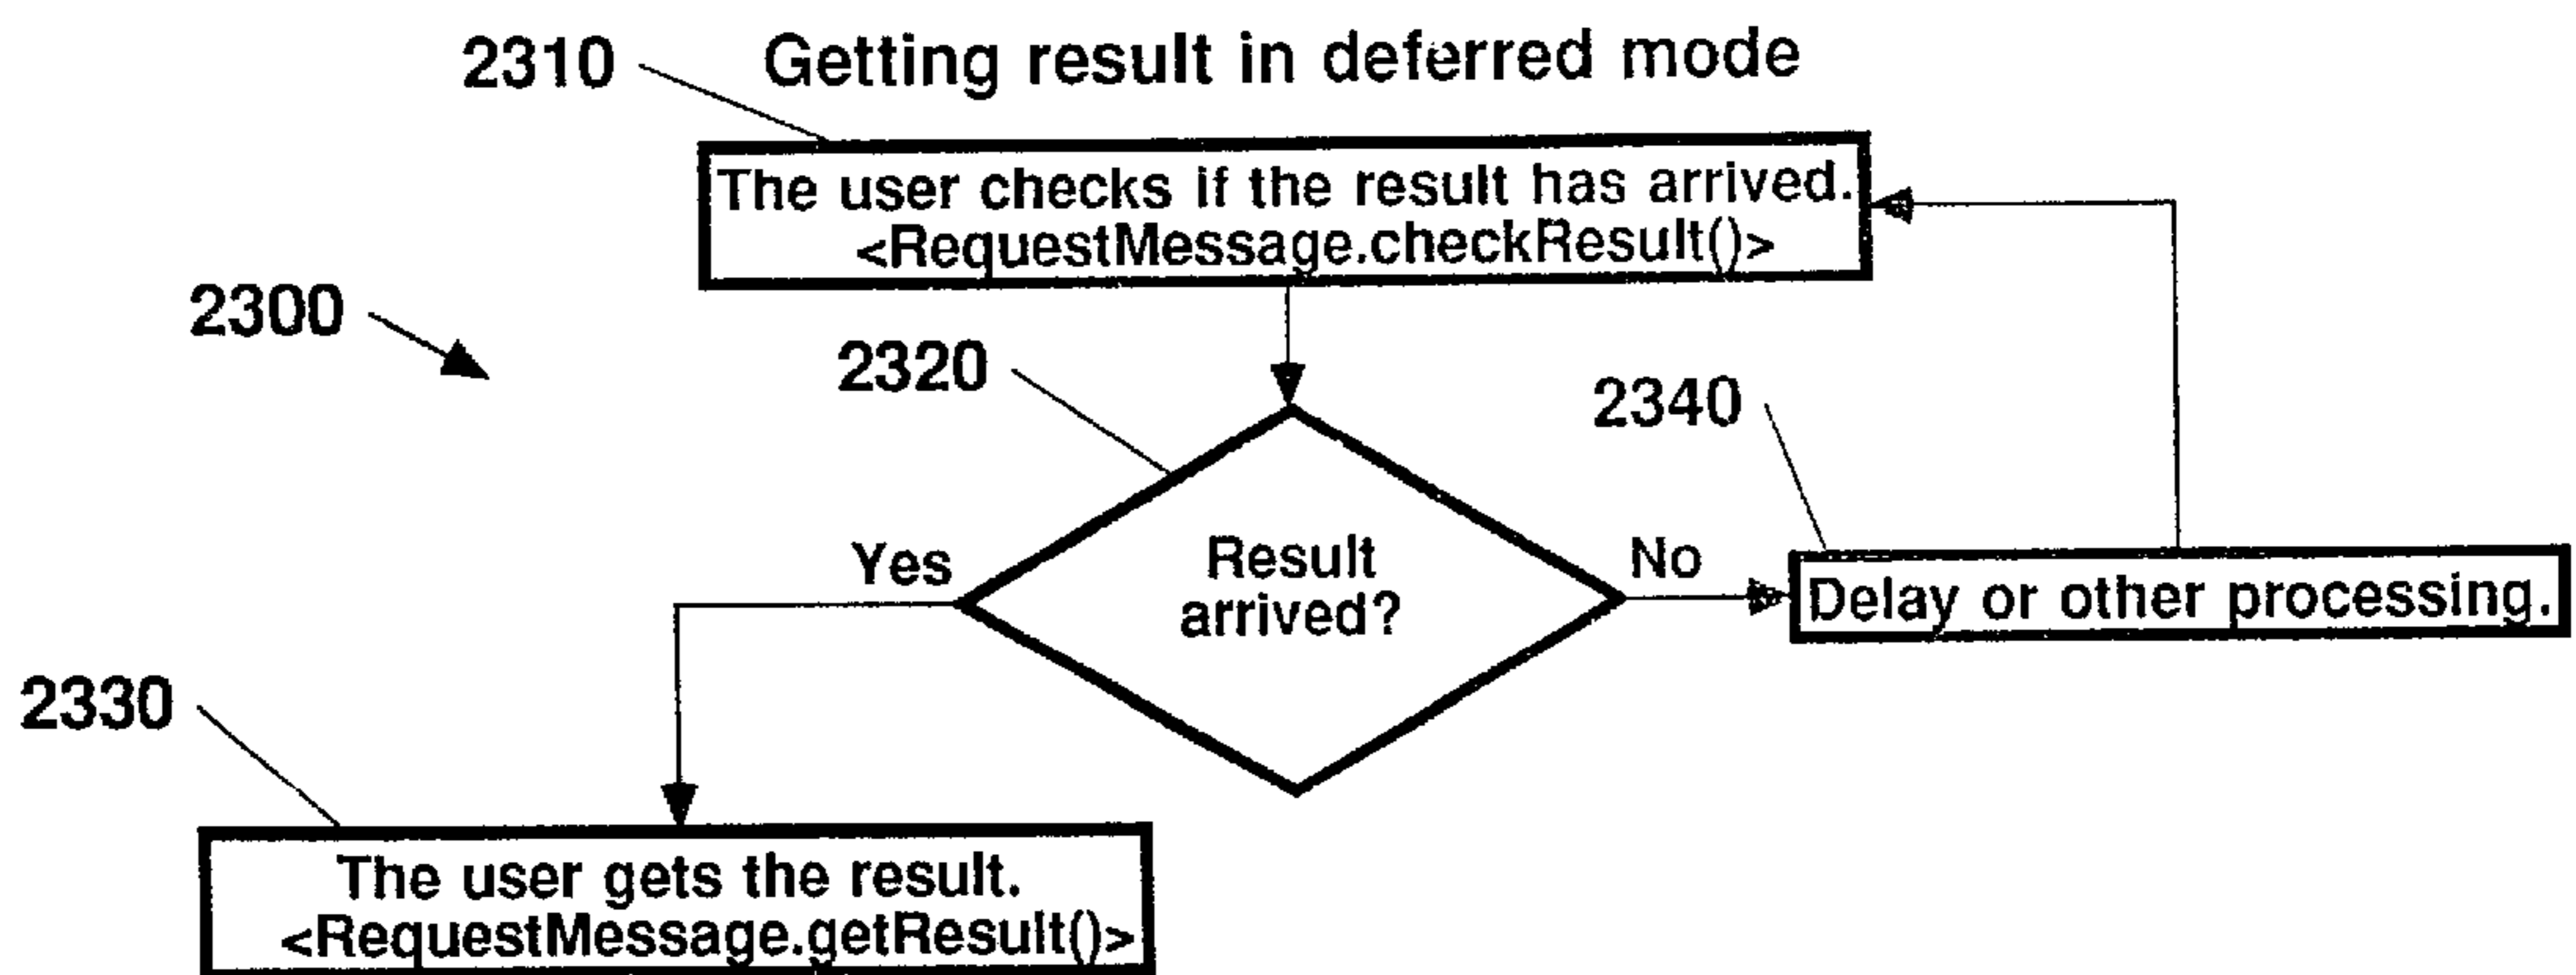 2310
Getting result in deferred mode
The user checks if the result has arrived.
<RequestMessage.checkResult()>
2300
2320
2340
Result
arrived?
Yes
No
Delay or other processing.
2330
The user gets the result.
<RequestMessage.getResult()>